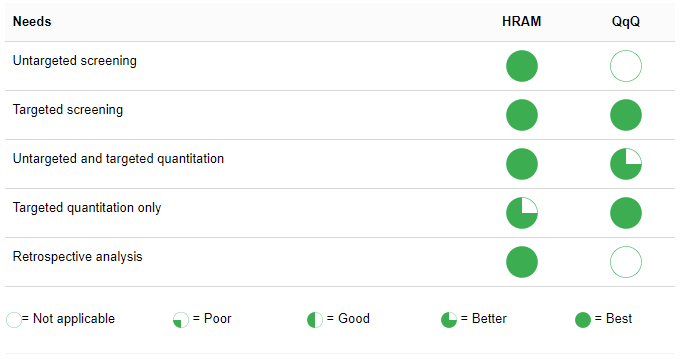 Needs HRAM QqQ
Untargeted screening
Targeted screening
Untargeted and targeted quantitation
Targeted quantitation only
Retrospective analysis
= Not applicable = Poor = Good = Better = Best